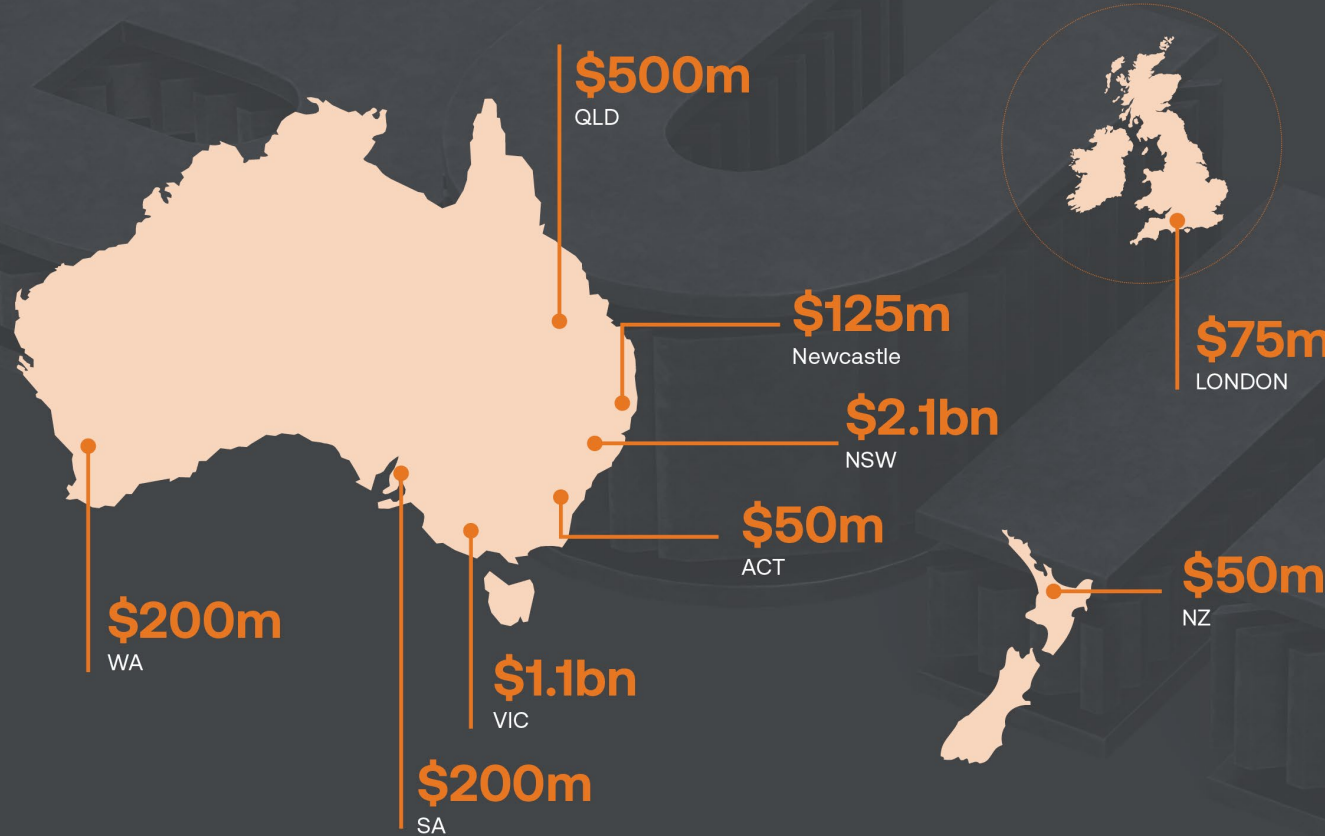 $500m
QLD
$125m
Newcastle
$75m
LONDON
$2.1bn
NSW
$50m
ACT
$50m
NZ
$200m
WA
$1.1bn
VIC
$200m
SA